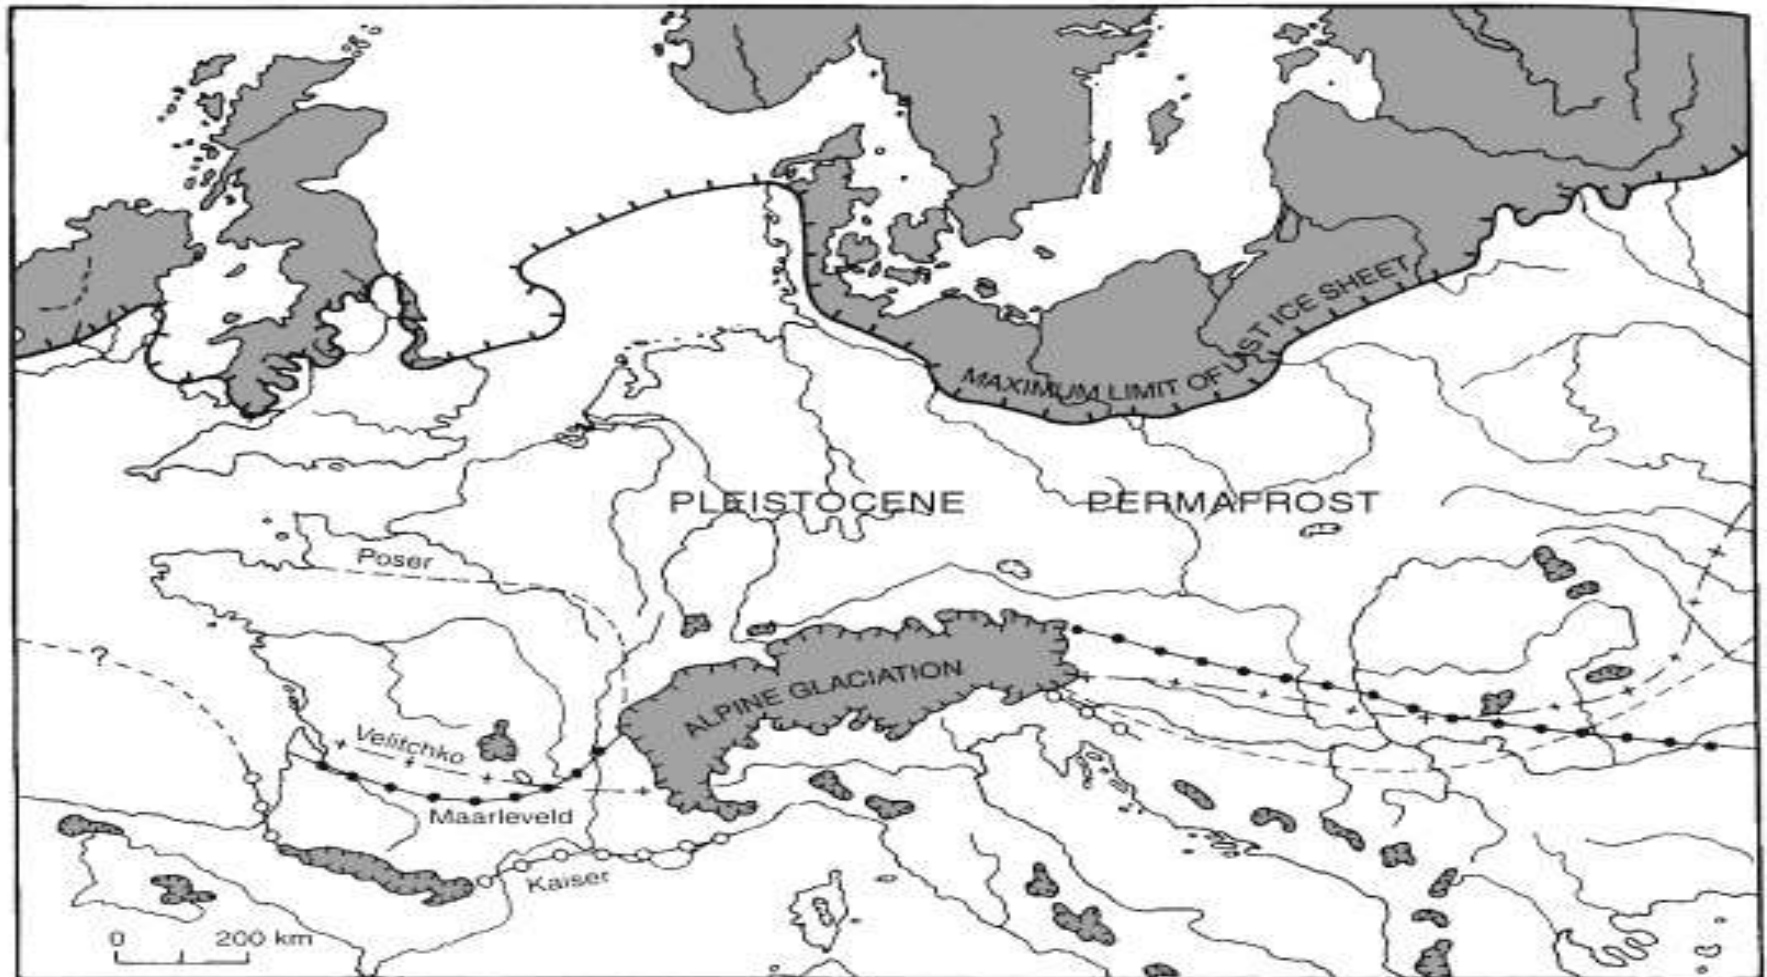 MAXIMUM LIMIT OF LAST ICE SHEET
PLEISTOCENE PERMAFROST
Poser
?
ALPINE GLACIATION
Velitchko
Maarleveld
Kaiser
0 200 km